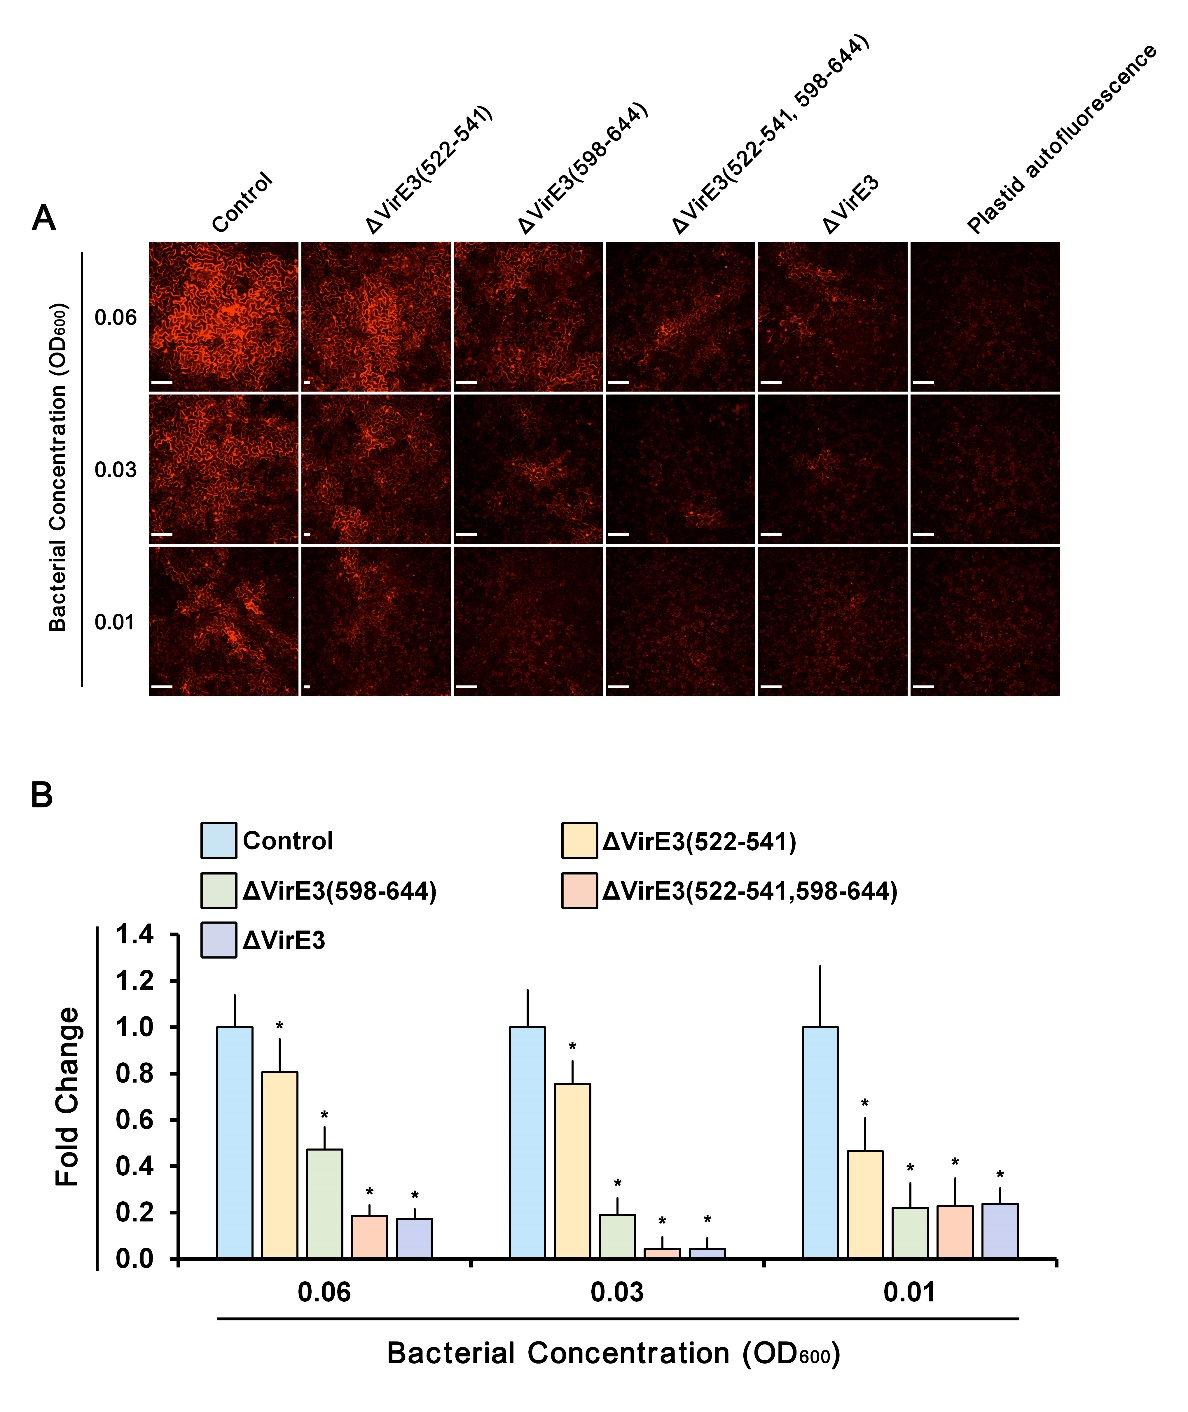 A
Control
ΔVirE3(522-541)
ΔVirE3(598-644)
ΔVirE3(522-541, 598-644)
ΔVirE3
Plastid autofluorescence
Bacterial Concentration (OD600)
0.06
0.03
0.01
B
Control
ΔVirE3(522-541)
ΔVirE3(598-644)
ΔVirE3(522-541,598-644)
ΔVirE3
Fold Change
1.4
1.2
1.0
0.8
0.6
0.4
0.2
0.0
* * * *
* * * *
* * * *
0.06 0.03 0.01
Bacterial Concentration (OD600)